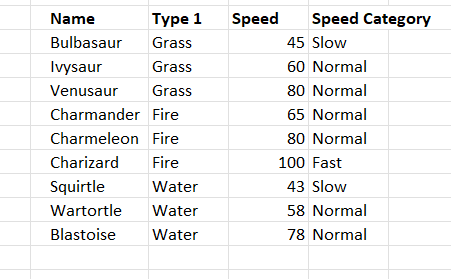 Name Type 1 Speed Speed Category
Bulbasaur Grass 45 Slow
Ivysaur Grass 60 Normal
Venusaur Grass 80 Normal
Charmander Fire 65 Normal
Charmeleon Fire 80 Normal
Charizard Fire 100 Fast
Squirtle Water 43 Slow
Wartortle Water 58 Normal
Blastoise Water 78 Normal